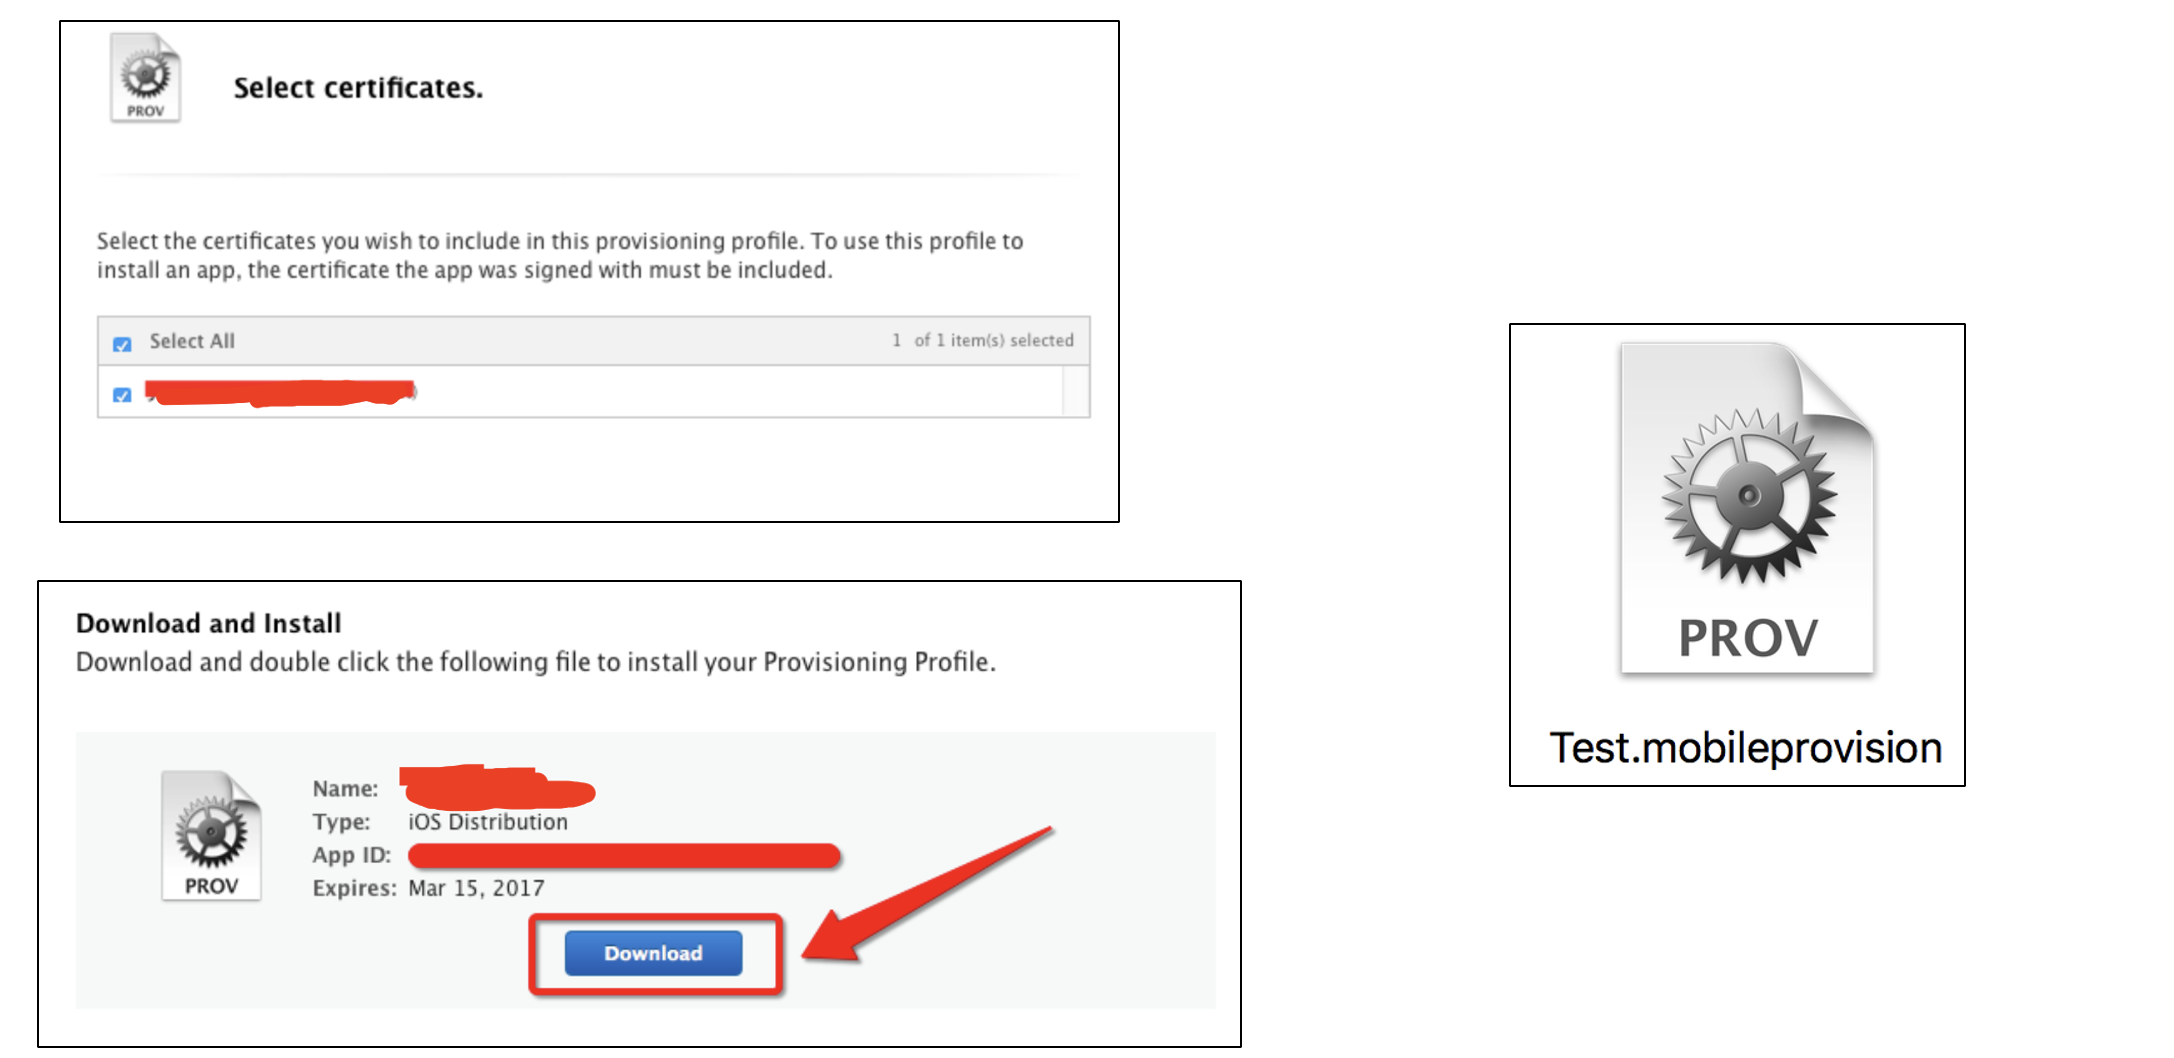 PROV
Select certificates.
Select the certificates you wish to include in this provisioning profile. To use this profile to
install an app, the certificate the app was signed with must be included.
Select All
1 of 1 item(s) selected
Download and Install
Download and double click the following file to install your Provisioning Profile.
PROV
Name:
Type: iOS Distribution
App ID:
Expires: Mar 15, 2017
Download
PROV
Test.mobileprovision